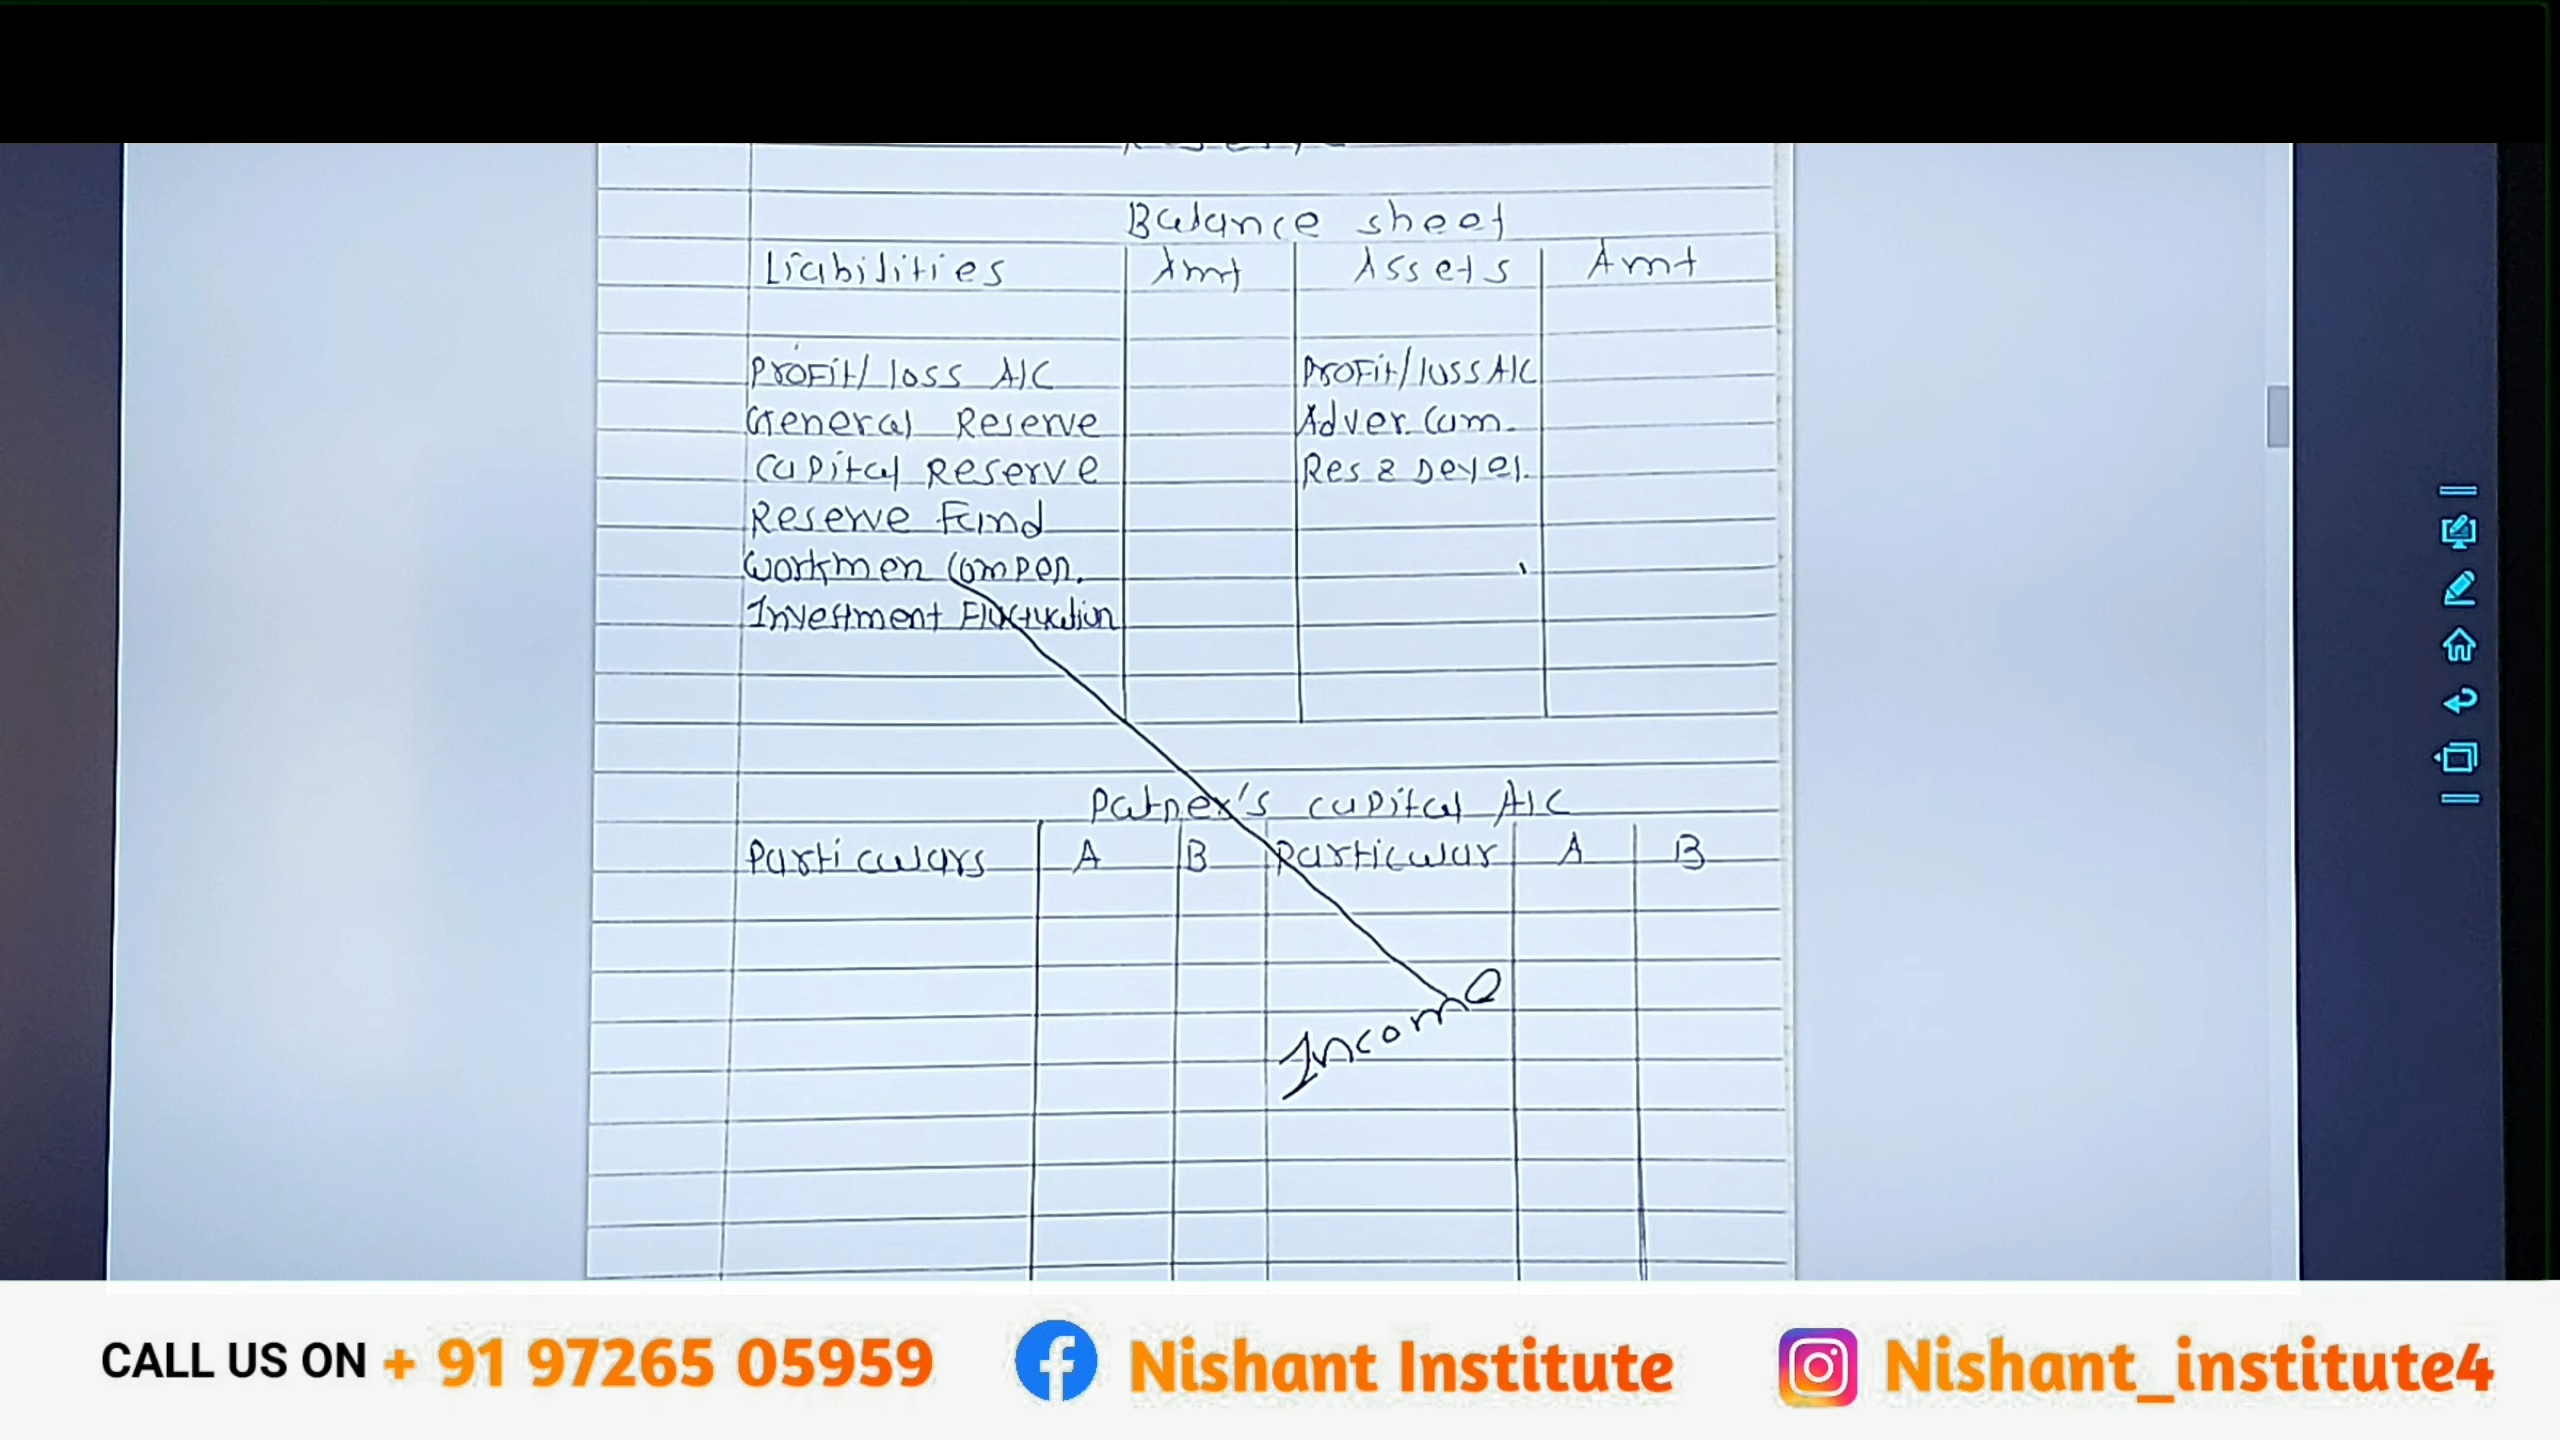 Balance sheet
Liabilities Amt Assets Amt
Profit/loss A/C Profit/loss A/C
General Reserve Adver. Cam.
Capital Reserve Res & Devel.
Reserve Fund
Workmen Compen.
Investment Fluctuation
Patner's capital A/C
Particulars A B Particular A B
Income
CALL US ON + 91 97265 05959 Nishant Institute Nishant_institute4